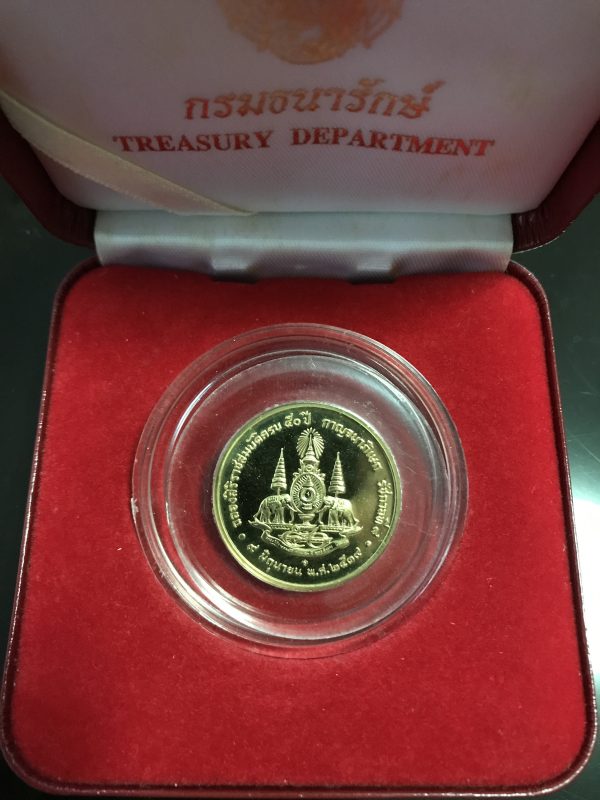 กรมธนารักษ์
TREASURY DEPARTMENT
ฉลองสิริราชสมบัติครบ ๕๐ ปี กาญจนาภิเษก รัชกาลที่ ๙
๙ มิถุนายน พ.ศ.๒๕๓๙